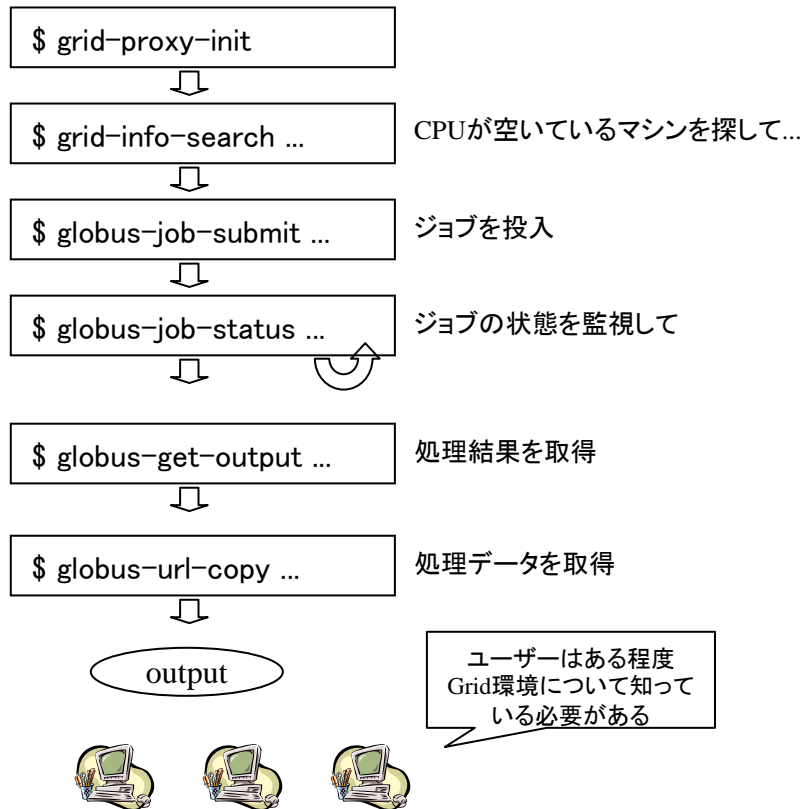 $ grid-proxy-init
$ grid-info-search ...
CPUが空いているマシンを探して...
$ globus-job-submit ...
ジョブを投入
$ globus-job-status ...
ジョブの状態を監視して
$ globus-get-output ...
処理結果を取得
$ globus-url-copy ...
処理データを取得
output
ユーザーはある程度
Grid環境について知って
いる必要がある